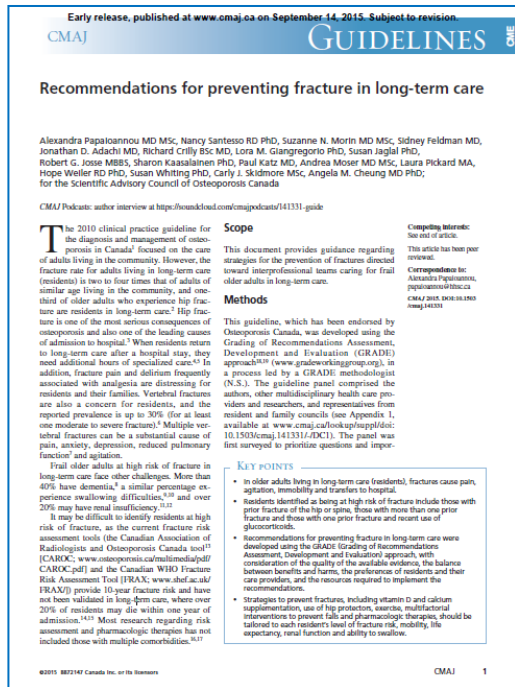 Early release, published at www.cmaj.ca on September 14, 2015. Subject to revision.
CMAJ
GUIDELINES
CME
Recommendations for preventing fracture in long-term care
Alexandra Papaioannou MD MSc, Nancy Santesso RD PhD, Suzanne N. Morin MD MSc, Sidney Feldman MD,
Jonathan D. Adachi MD, Richard Crilly BSc MD, Lora M. Giangregorio PhD, Susan Jaglal PhD,
Robert G. Josse MBBS, Sharon Kaasalainen PhD, Paul Katz MD, Andrea Moser MD MSc, Laura Pickard MA,
Hope Weiler RD PhD, Susan Whiting PhD, Carly J. Skidmore MSc, Angela M. Cheung MD PhD;
for the Scientific Advisory Council of Osteoporosis Canada
CMAJ Podcasts: author interview at https://soundcloud.com/cmajpodcasts/141331-guide
The 2010 clinical practice guideline for
the diagnosis and management of osteo-
porosis in Canada1 focused on the care
of adults living in the community. However, the
fracture rate for adults living in long-term care
(residents) is two to four times that of adults of
similar age living in the community, and one-
third of older adults who experience hip frac-
ture are residents in long-term care.2 Hip frac-
ture is one of the most serious consequences of
osteoporosis and also one of the leading causes
of admission to hospital.3 When residents return
to long-term care after a hospital stay, they
need additional hours of specialized care.4,5 In
addition, fracture pain and delirium frequently
associated with analgesia are distressing for
residents and their families. Vertebral fractures
are also a concern for residents, and the
reported prevalence is up to 30% (for at least
one moderate to severe fracture).6 Multiple ver-
tebral fractures can be a substantial cause of
pain, anxiety, depression, reduced pulmonary
function7 and agitation.
Frail older adults at high risk of fracture in
long-term care face other challenges. More than
40% have dementia,8 a similar percentage ex-
perience swallowing difficulties,9,10 and over
20% may have renal insufficiency.11,12
It may be difficult to identify residents at high
risk of fracture, as the current fracture risk
assessment tools (the Canadian Association of
Radiologists and Osteoporosis Canada tool13
[CAROC; www.osteoporosis.ca/multimedia/pdf/
CAROC.pdf] and the Canadian WHO Fracture
Risk Assessment Tool [FRAX; www.shef.ac.uk/
FRAX/]) provide 10-year fracture risk and have
not been validated in long-term care, where over
20% of residents may die within one year of
admission.14,15 Most research regarding risk
assessment and pharmacologic therapies has not
included those with multiple comorbidities.16,17
Scope
This document provides guidance regarding
strategies for the prevention of fractures directed
toward interprofessional teams caring for frail
older adults in long-term care.
Methods
This guideline, which has been endorsed by
Osteoporosis Canada, was developed using the
Grading of Recommendations Assessment,
Development and Evaluation (GRADE)
approach18,19 (www.gradeworkinggroup.org), in
a process led by a GRADE methodologist
(N.S.). The guideline panel comprised the
authors, other multidisciplinary health care pro-
viders and researchers, and representatives from
resident and family councils (see Appendix 1,
available at www.cmaj.ca/lookup/suppl/doi:
10.1503/cmaj.141331/-/DC1). The panel was
first surveyed to prioritize questions and impor-
Competing interests:
See end of article.
This article has been peer
reviewed.
Correspondence to:
Alexandra Papaioannou,
papaioannou@hhsc.ca
CMAJ 2015. DOI:10.1503
/cmaj.141331
KEY POINTS
• In older adults living in long-term care (residents), fractures cause pain,
agitation, immobility and transfers to hospital.
• Residents identified as being at high risk of fracture include those with
prior fracture of the hip or spine, those with more than one prior
fracture and those with one prior fracture and recent use of
glucocorticoids.
• Recommendations for preventing fracture in long-term care were
developed using the GRADE (Grading of Recommendations
Assessment, Development and Evaluation) approach, with
consideration of the quality of the available evidence, the balance
between benefits and harms, the preferences of residents and their
care providers, and the resources required to implement the
recommendations.
• Strategies to prevent fractures, including vitamin D and calcium
supplementation, use of hip protectors, exercise, multifactorial
interventions to prevent falls and pharmacologic therapies, should be
tailored to each resident's level of fracture risk, mobility, life
expectancy, renal function and ability to swallow.
©2015 8872147 Canada Inc. or its licensors
CMAJ
1